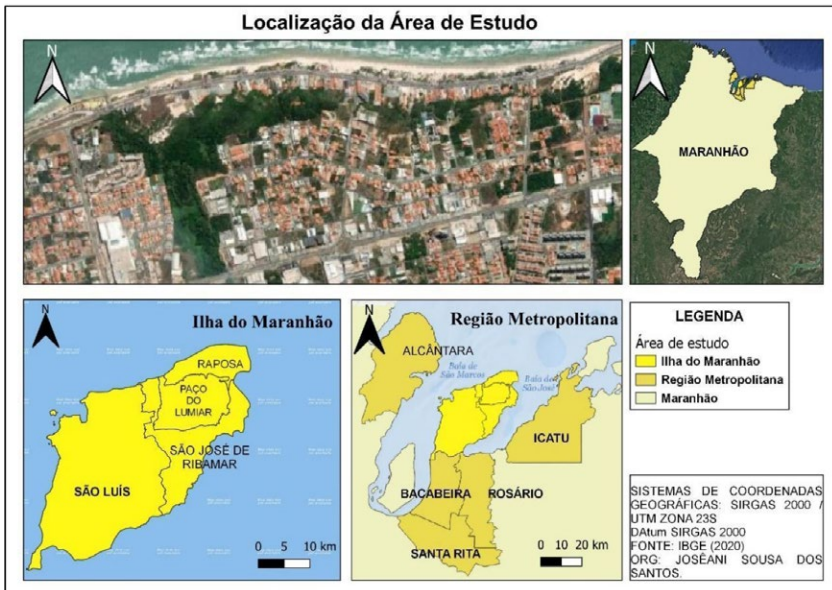 Localização da Área de Estudo
N
N
MARANHÃO
N
Ilha do Maranhão
RAPOSA
PAÇO
DO
LUMIAR
SÃO JOSÉ DE
RIBAMAR
SÃO LUÍS
0 5 10 km
N
Região Metropolitana
ALCÂNTARA
Baía de
São Marcos
Baía de
São José
ICATU
BACABEIRA
ROSÁRIO
SANTA RITA
0 10 20 km
LEGENDA
Área de estudo
Ilha do Maranhão
Região Metropolitana
Maranhão
SISTEMAS DE COORDENADAS
GEOGRÁFICAS: SIRGAS 2000 /
UTM ZONA 23S
DAtum SIRGAS 2000
FONTE: IBGE (2020)
ORG: JOSÊANI SOUSA DOS
SANTOS.